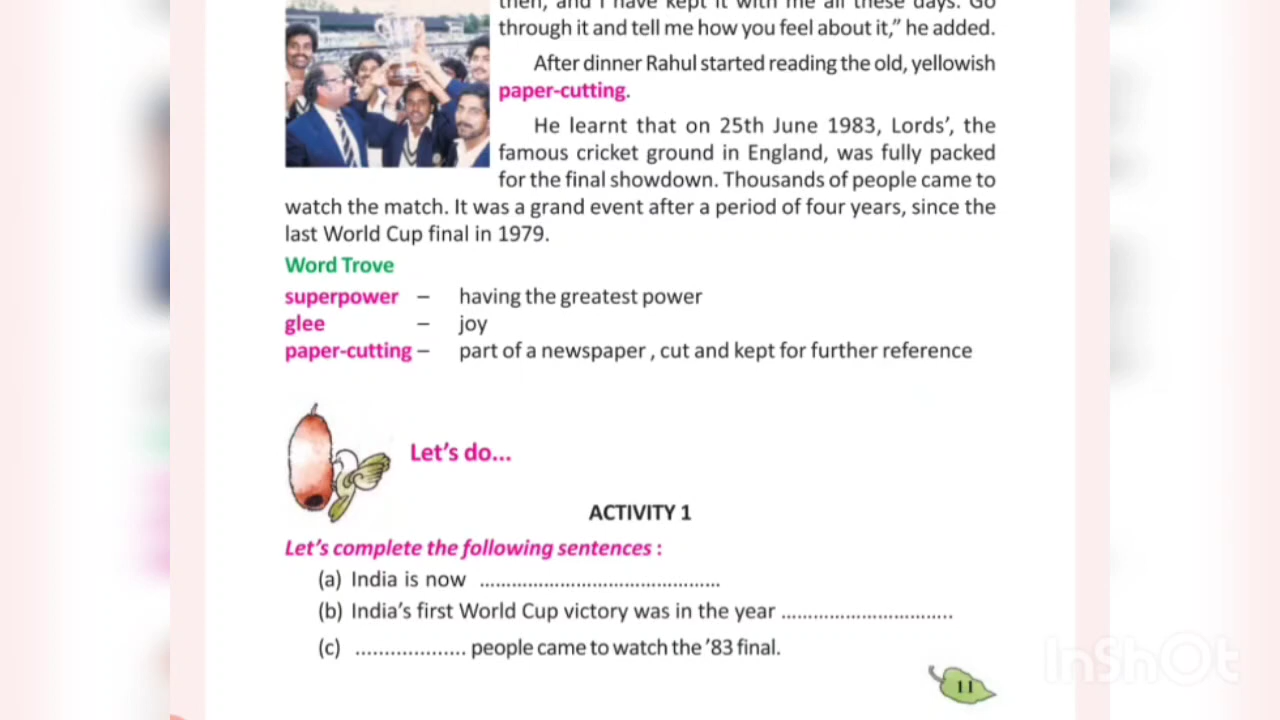 then, and I have kept it with me all these days. Go
through it and tell me how you feel about it,” he added.
After dinner Rahul started reading the old, yellowish
paper-cutting.
He learnt that on 25th June 1983, Lords’, the
famous cricket ground in England, was fully packed
for the final showdown. Thousands of people came to
watch the match. It was a grand event after a period of four years, since the
last World Cup final in 1979.
Word Trove
superpower – having the greatest power
glee – joy
paper-cutting – part of a newspaper , cut and kept for further reference
Let’s do...
ACTIVITY 1
Let’s complete the following sentences :
(a) India is now ..........................................
(b) India’s first World Cup victory was in the year ..............................
(c) ................... people came to watch the ’83 final.
11
InShOt